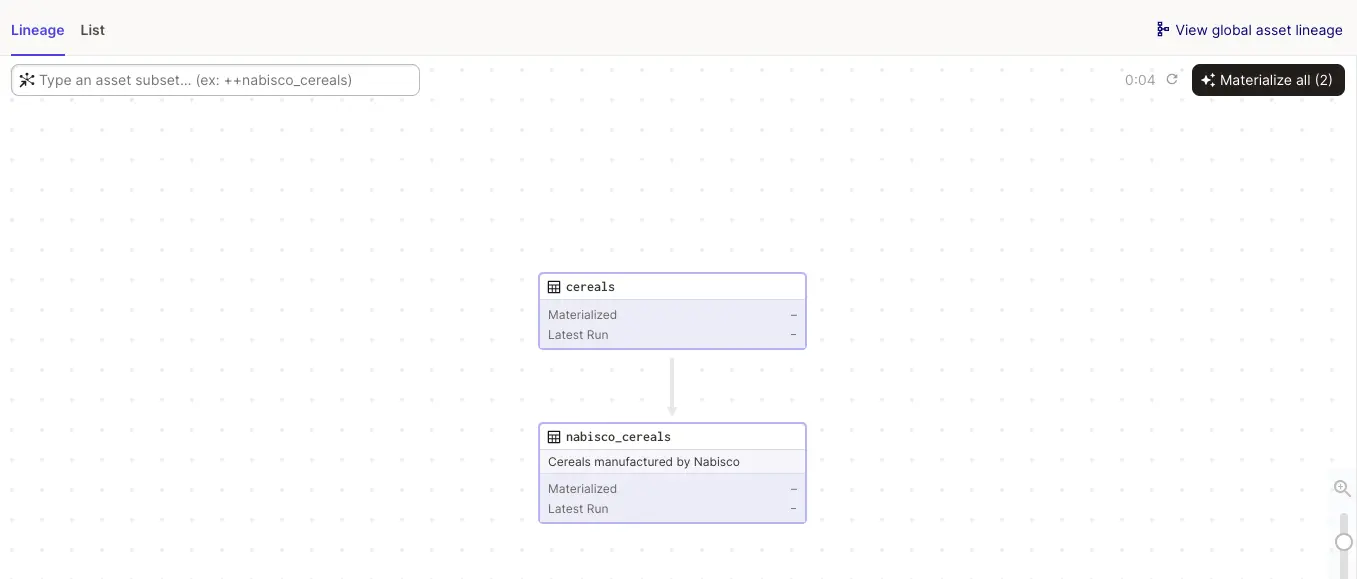 Lineage List View global asset lineage
Type an asset subset… (ex: ++nabisco_cereals) 0:04 Materialize all (2)
cereals
Materialized –
Latest Run –
nabisco_cereals
Cereals manufactured by Nabisco
Materialized –
Latest Run –